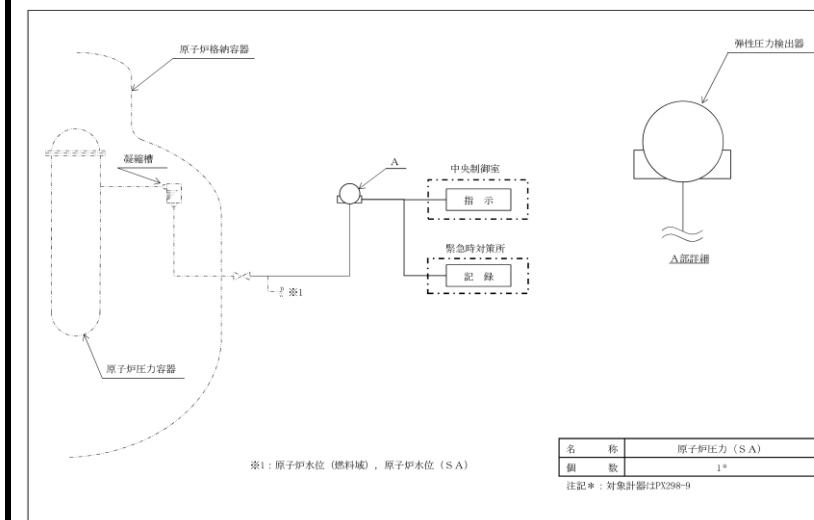 原子炉格納容器
弾性圧力検出器
凝縮槽
A
中央制御室
指 示
緊急時対策所
記 録
※1
A部詳細
原子炉圧力容器
※1：原子炉水位（燃料域），原子炉水位（ＳＡ）
名 称 原子炉圧力（ＳＡ）
個 数 1*
注記＊：対象計器はPX298-9